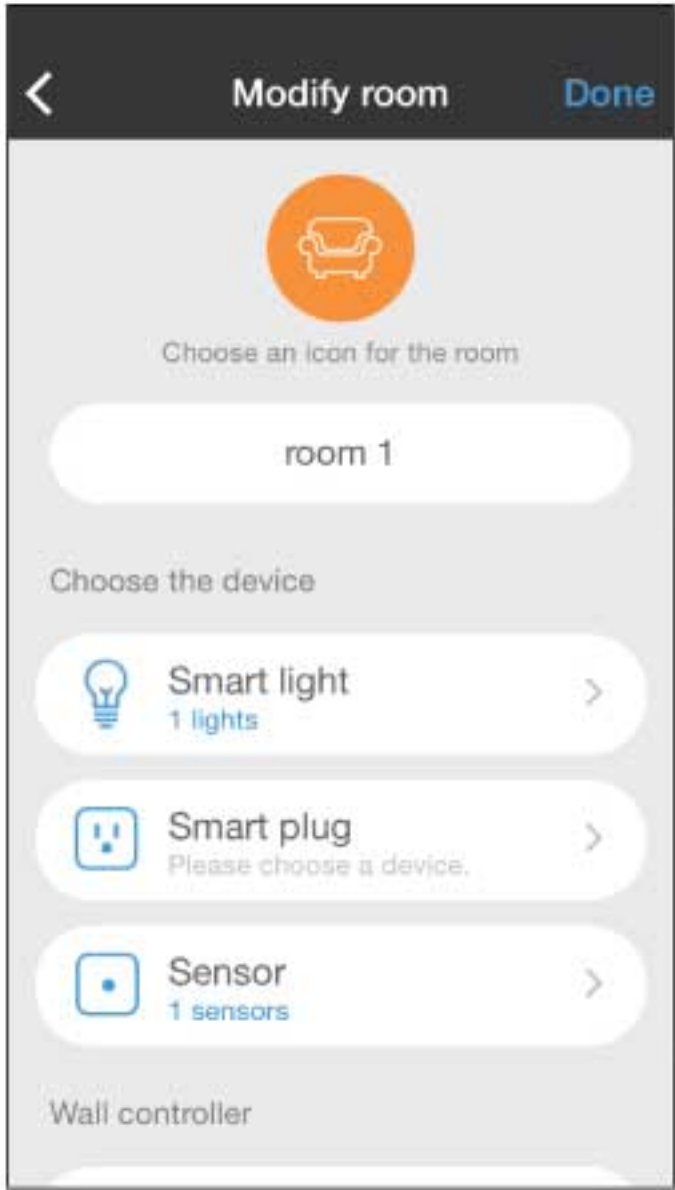 Modify room
Done
Choose an icon for the room
room 1
Choose the device
Smart light
1 lights
Smart plug
Please choose a device.
Sensor
1 sensors
Wall controller